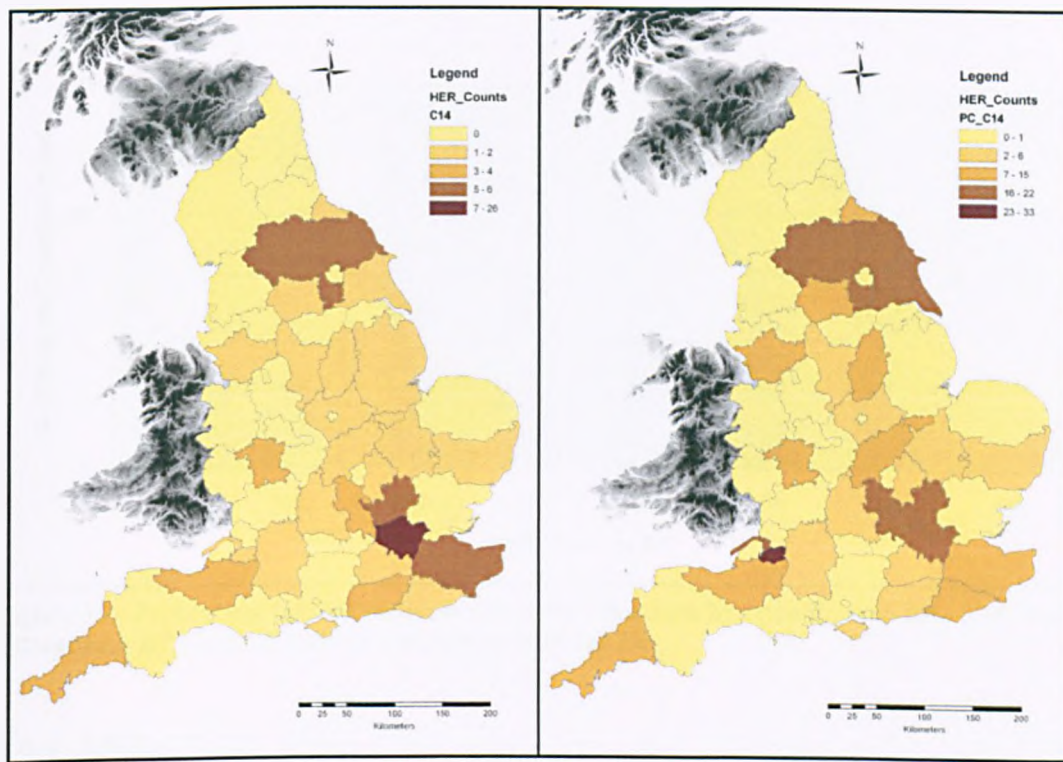 N
Legend
HER_Counts
C14
0
1 - 2
3 - 4
5 - 6
7 - 26
0 25 50 100 150 200
Kilometers
N
Legend
HER_Counts
PC_C14
0 - 1
2 - 6
7 - 15
16 - 22
23 - 33
0 25 50 100 150 200
Kilometers